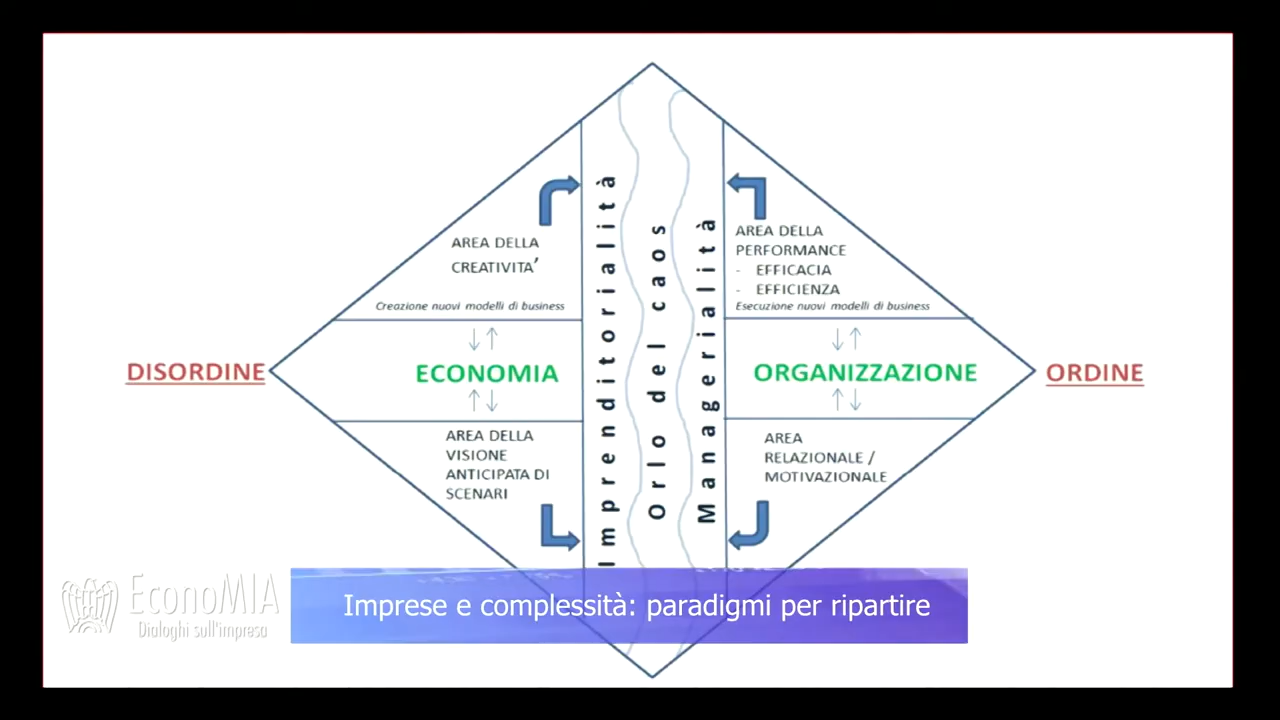 AREA DELLA
CREATIVITA’
Creazione nuovi modelli di business
AREA DELLA
PERFORMANCE
- EFFICACIA
- EFFICIENZA
Esecuzione nuovi modelli di business
DISORDINE
ECONOMIA
Imprenditorialità
Orlo del caos
Managerialità
ORGANIZZAZIONE
ORDINE
AREA DELLA
VISIONE
ANTICIPATA DI
SCENARI
AREA
RELAZIONALE /
MOTIVAZIONALE
EconoMIA
Dialoghi sull'impresa
Imprese e complessità: paradigmi per ripartire